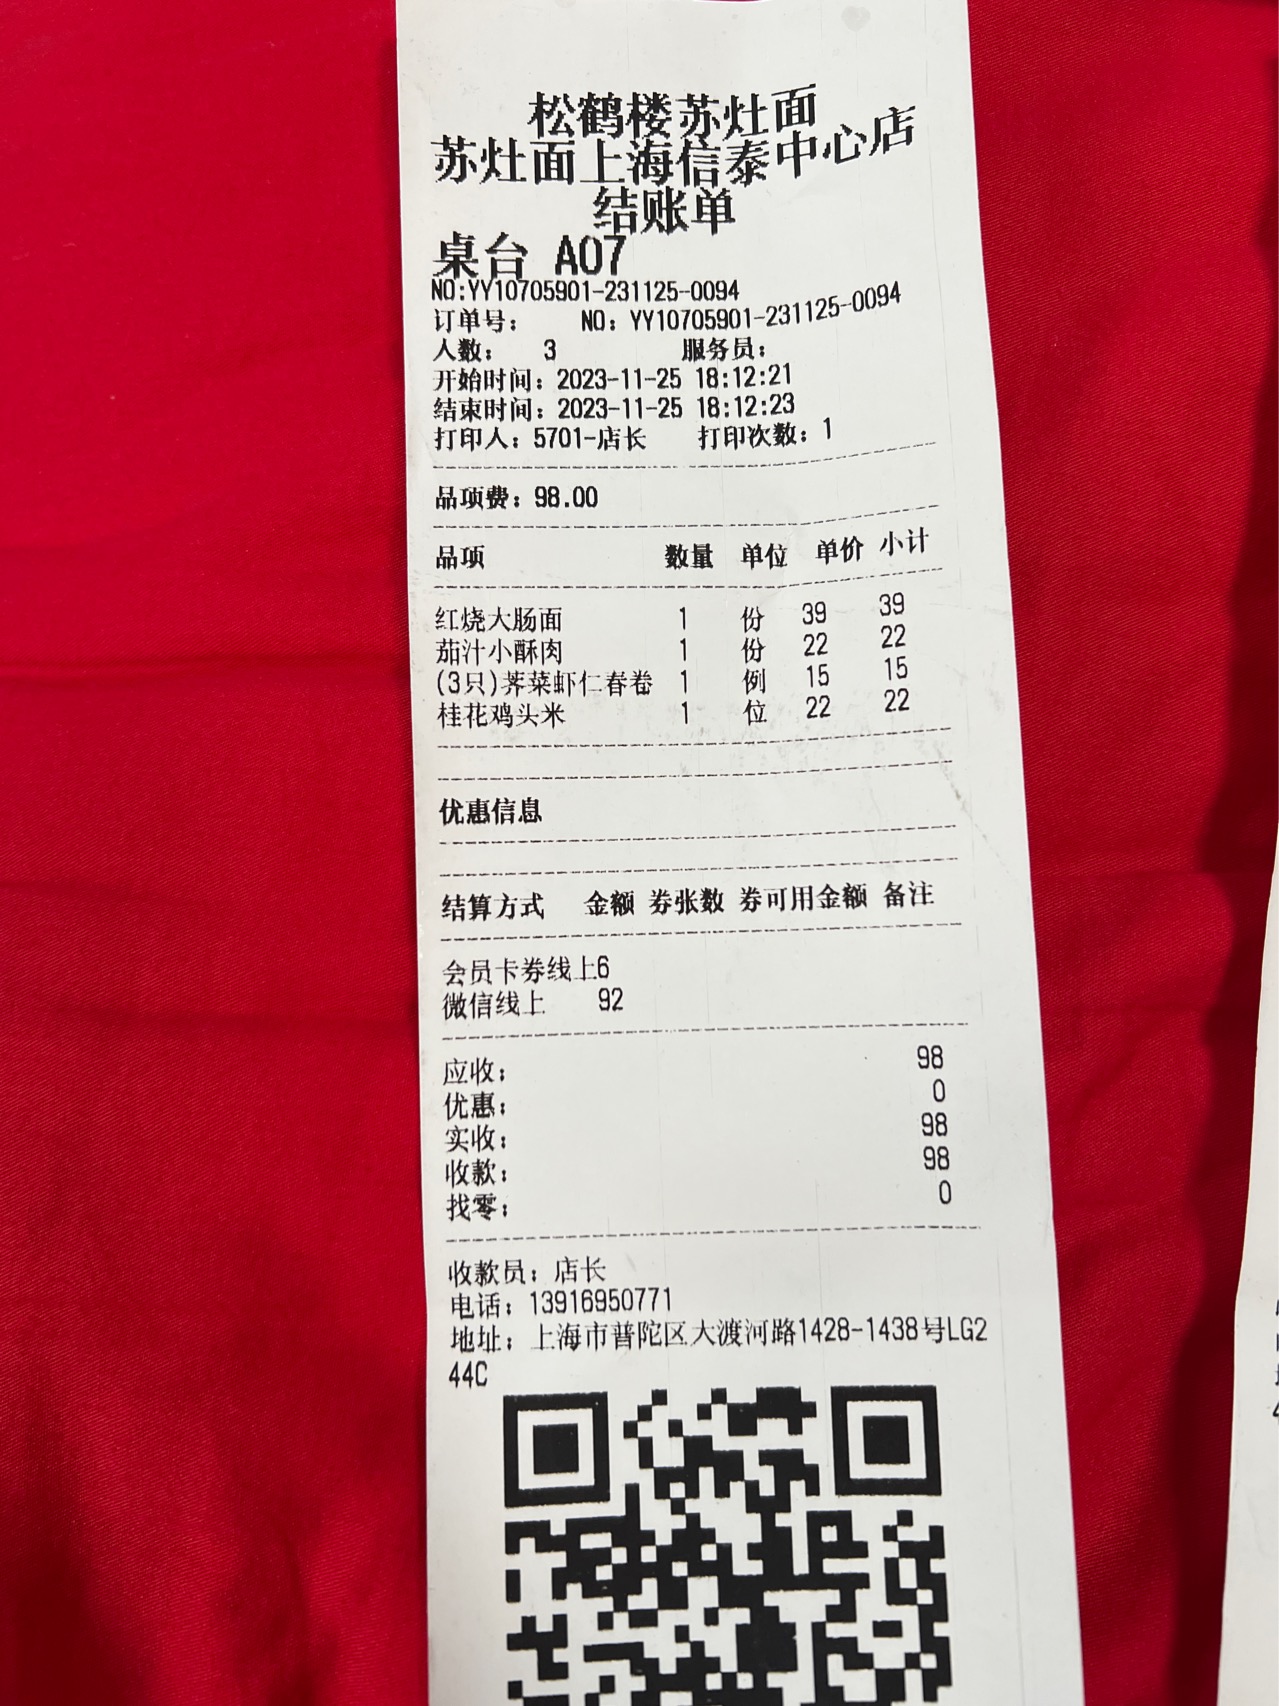 松鹤楼苏灶面
苏灶面上海信泰中心店
结账单
桌台 A07
NO:YY10705901-231125-0094
订单号: NO: YY10705901-231125-0094
人数: 3 服务员:
开始时间: 2023-11-25 18:12:21
结束时间: 2023-11-25 18:12:23
打印人: 5701-店长 打印次数: 1
品项费: 98.00
品项 数量 单位 单价 小计
红烧大肠面 1 份 39 39
茄汁小酥肉 1 份 22 22
(3只)荠菜虾仁春卷 1 例 15 15
桂花鸡头米 1 位 22 22
优惠信息
结算方式 金额 券张数 券可用金额 备注
会员卡券线上6
微信线上 92
应收: 98
优惠: 0
实收: 98
收款: 98
找零: 0
收款员: 店长
电话: 13916950771
地址: 上海市普陀区大渡河路1428-1438号LG2
44C